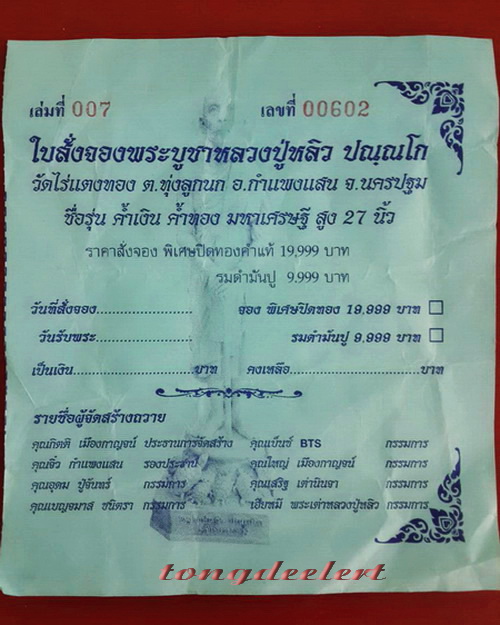 เล่มที่ 007 เลขที่ 00602
ใบสั่งจองพระบูชาหลวงปู่หลิว ปณฺณโก
วัดไร่แตงทอง ต.ทุ่งลูกนก อ.กำแพงแสน จ.นครปฐม
ชื่อรุ่น ค้ำเงิน ค้ำทอง มหาเศรษฐี สูง 27 นิ้ว
ราคาสั่งจอง พิเศษปิดทองคำแท้ 19,999 บาท
รมดำมันปู 9.999 บาท
วันที่สั่งจอง........................ จอง พิเศษปิดทอง 19.999 บาท ☐
วันรับพระ........................ รมดำมันปู 9.999 บาท ☐
เป็นเงิน..............................บาท คงเหลือ.................................บาท
รายชื่อผู้จัดสร้างถวาย
คุณกิตติ เมืองกาญจน์ ประธานการจัดสร้าง คุณเบ็นซ์ BTS กรรมการ
คุณจิ๋ว กำแพงแสน รองประธาน คุณใหญ่ เมืองกาญจน์ กรรมการ
คุณอุดม ปู่จันทร์ กรรมการ คุณเสริฐ เต่านินจา กรรมการ
คุณเบญจมาส ชนิตรา กรรมการ เฮียหมี พระเต่าหลวงปู่หลิว กรรมการ
tongdeelert